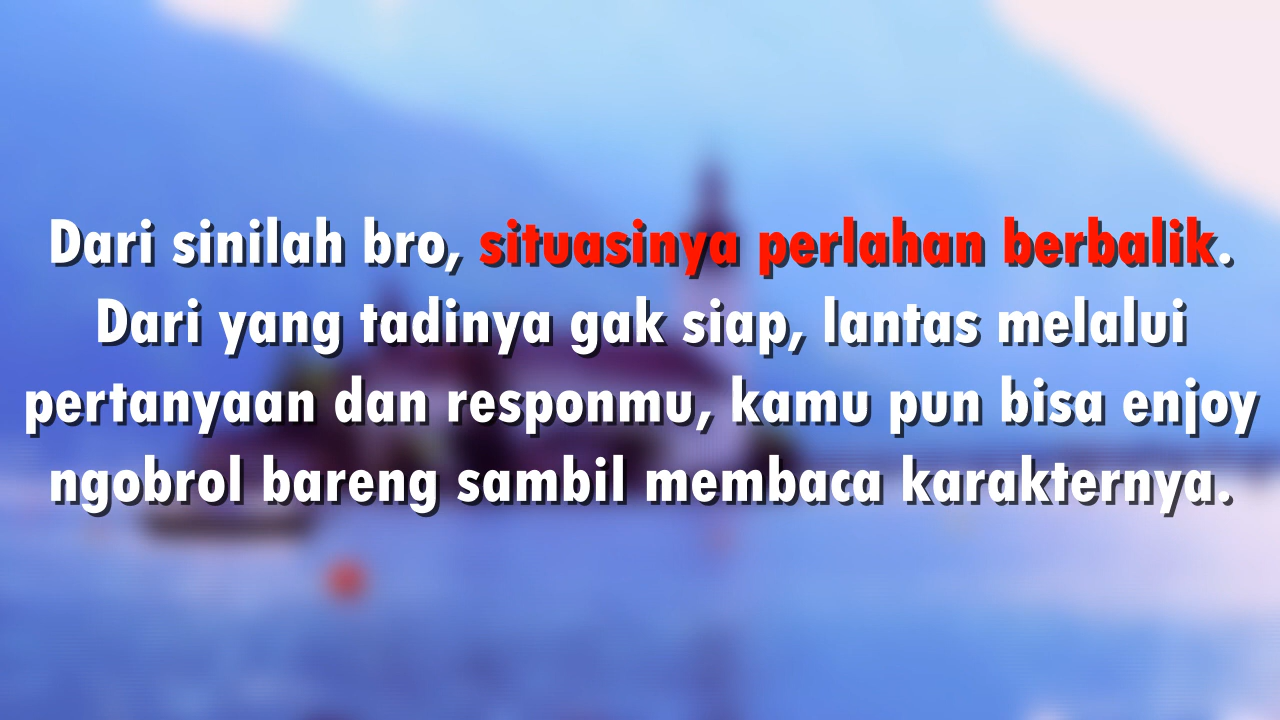 Dari sinilah bro, situasinya perlahan berbalik.
Dari yang tadinya gak siap, lantas melalui
pertanyaan dan responmu, kamu pun bisa enjoy
ngobrol bareng sambil membaca karakternya.